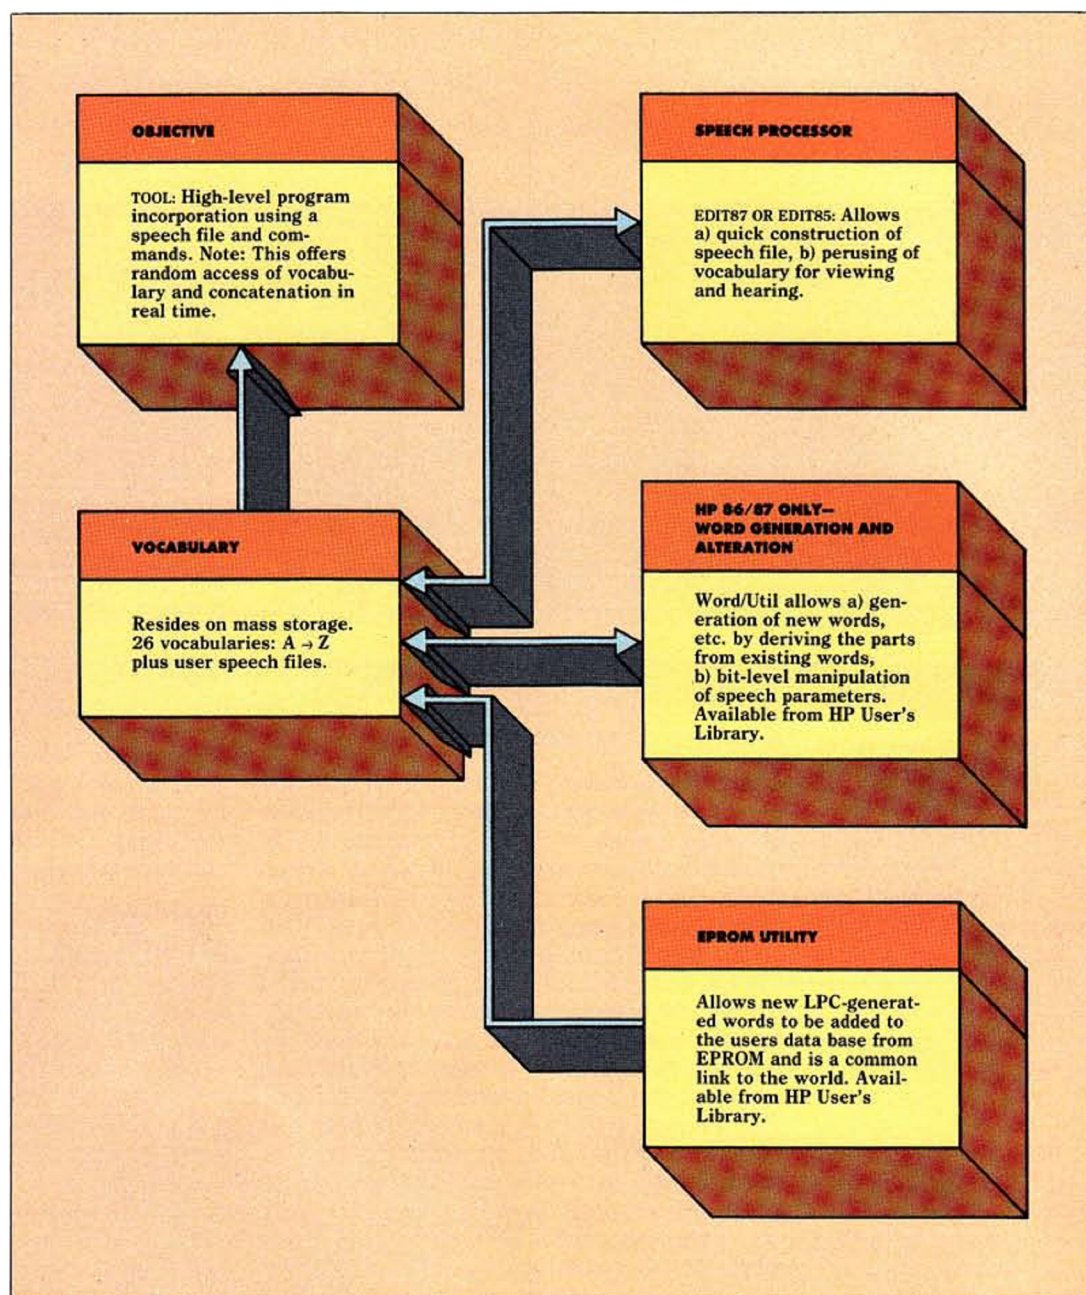 OBJECTIVE
TOOL: High-level program
incorporation using a
speech file and com-
mands. Note: This offers
random access of vocabu-
lary and concatenation in
real time.
SPEECH PROCESSOR
EDIT87 OR EDIT85: Allows
a) quick construction of
speech file, b) perusing of
vocabulary for viewing
and hearing.
VOCABULARY
Resides on mass storage.
26 vocabularies: A → Z
plus user speech files.
HP 86/87 ONLY—
WORD GENERATION AND
ALTERATION
Word/Util allows a) gen-
eration of new words,
etc. by deriving the parts
from existing words,
b) bit-level manipulation
of speech parameters.
Available from HP User's
Library.
EPROM UTILITY
Allows new LPC-generat-
ed words to be added to
the users data base from
EPROM and is a common
link to the world. Avail-
able from HP User's
Library.